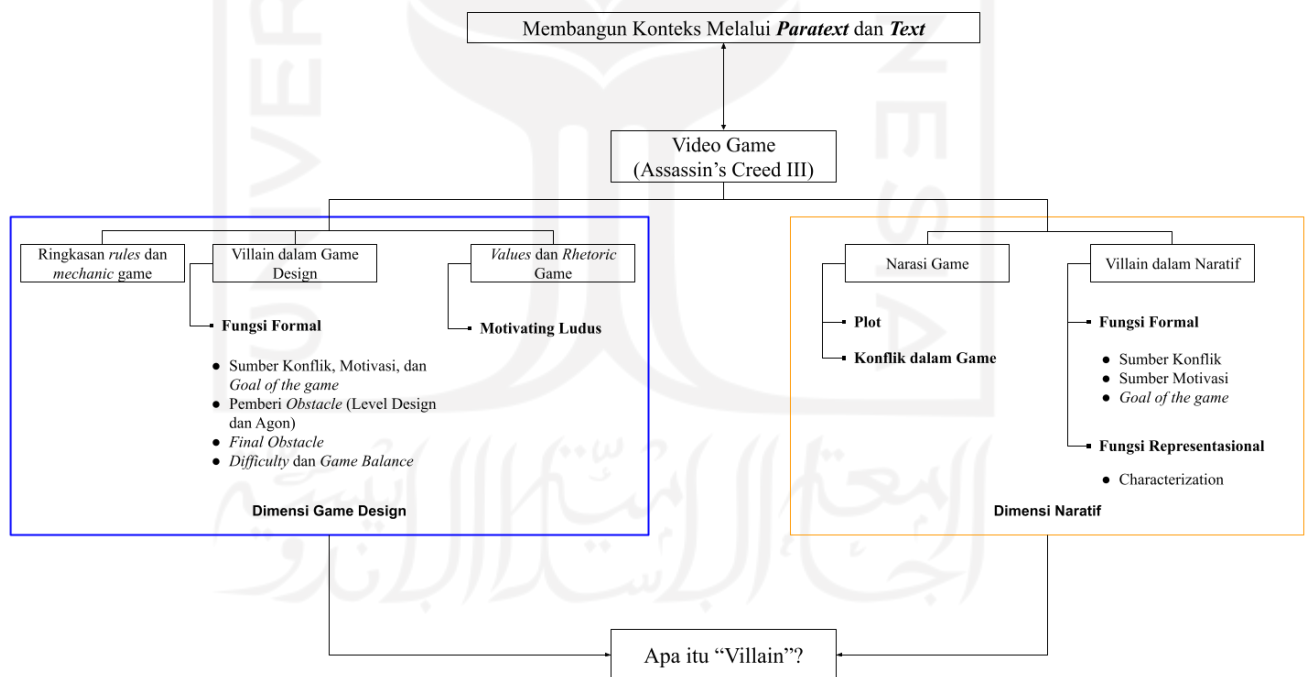 Membangun Konteks Melalui Paratext dan Text
Video Game
(Assassin’s Creed III)
Ringkasan rules dan
mechanic game
Villain dalam Game
Design
Values dan Rhetoric
Game
Fungsi Formal
Sumber Konflik, Motivasi, dan
Goal of the game
Pemberi Obstacle (Level Design
dan Agon)
Final Obstacle
Difficulty dan Game Balance
Motivating Ludus
Dimensi Game Design
Narasi Game
Villain dalam Naratif
Plot
Konflik dalam Game
Fungsi Formal
Sumber Konflik
Sumber Motivasi
Goal of the game
Fungsi Representasional
Characterization
Dimensi Naratif
Apa itu “Villain”?
UNIVER
NESIA